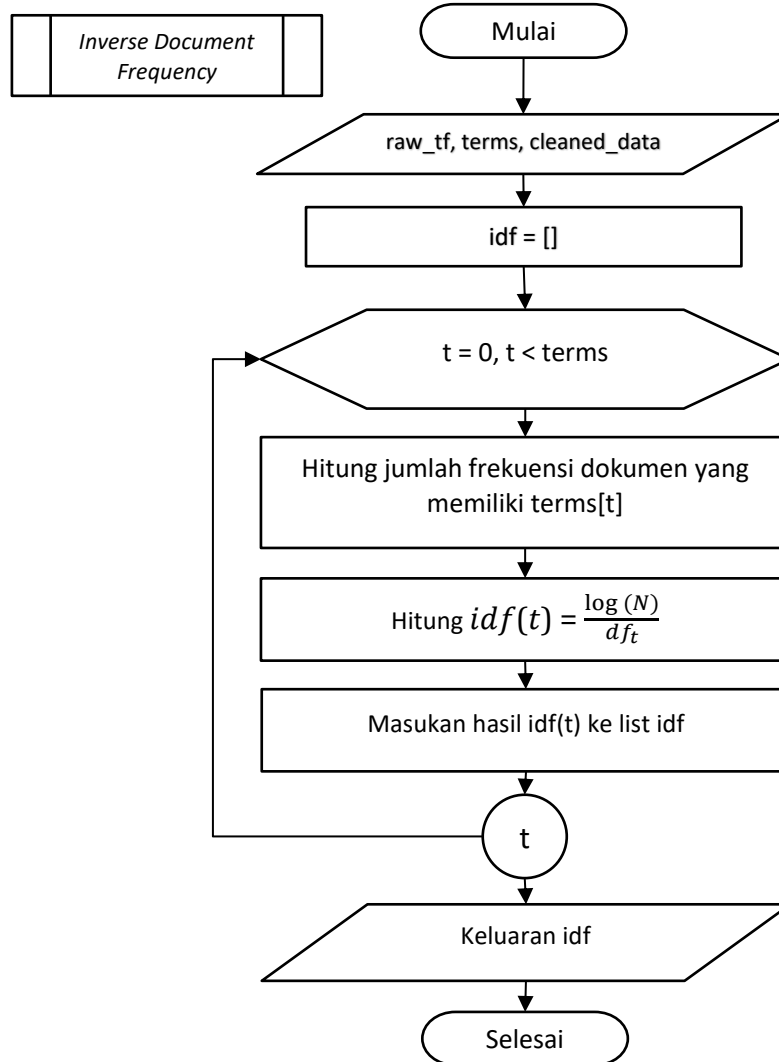 Inverse Document
Frequency
Mulai
raw_tf, terms, cleaned_data
idf = []
t = 0, t < terms
Hitung jumlah frekuensi dokumen yang
memiliki terms[t]
Hitung idf(t) = \frac{log (N)}{df_t}
Masukan hasil idf(t) ke list idf
t
Keluaran idf
Selesai